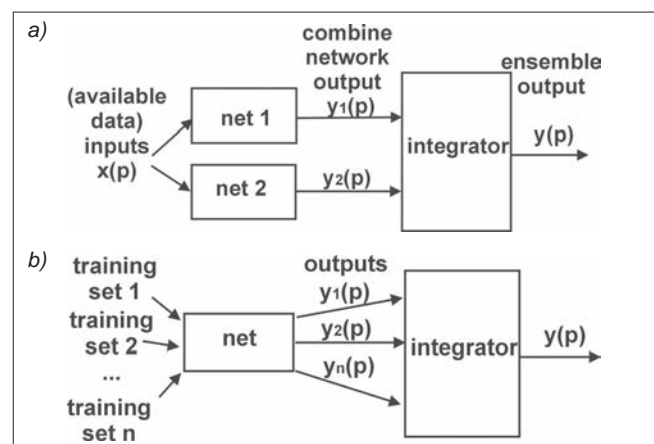 a)
combine
network
output
ensemble
output
(available
data)
inputs
x(p)
net 1
y1(p)
net 2
y2(p)
integrator
y(p)
b)
training
set 1
training
set 2
...
training
set n
net
outputs
y1(p)
y2(p)
yn(p)
integrator
y(p)